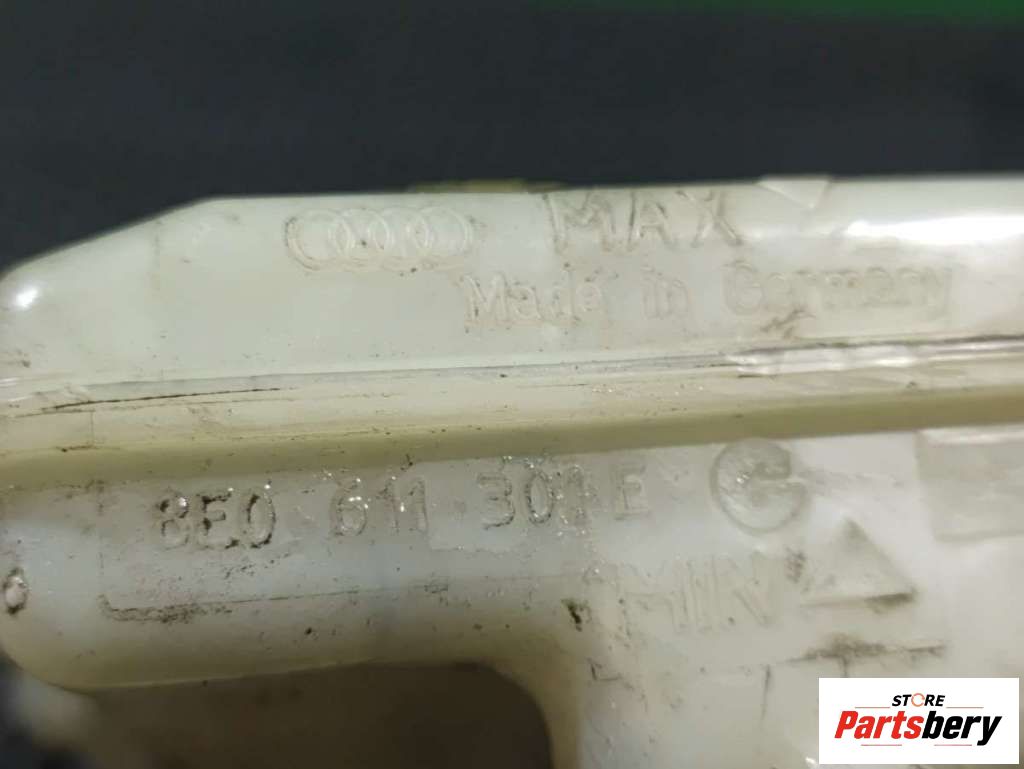 MAX
Made in Germany
8E0 611 301 E
MIN
STORE
Partsbery